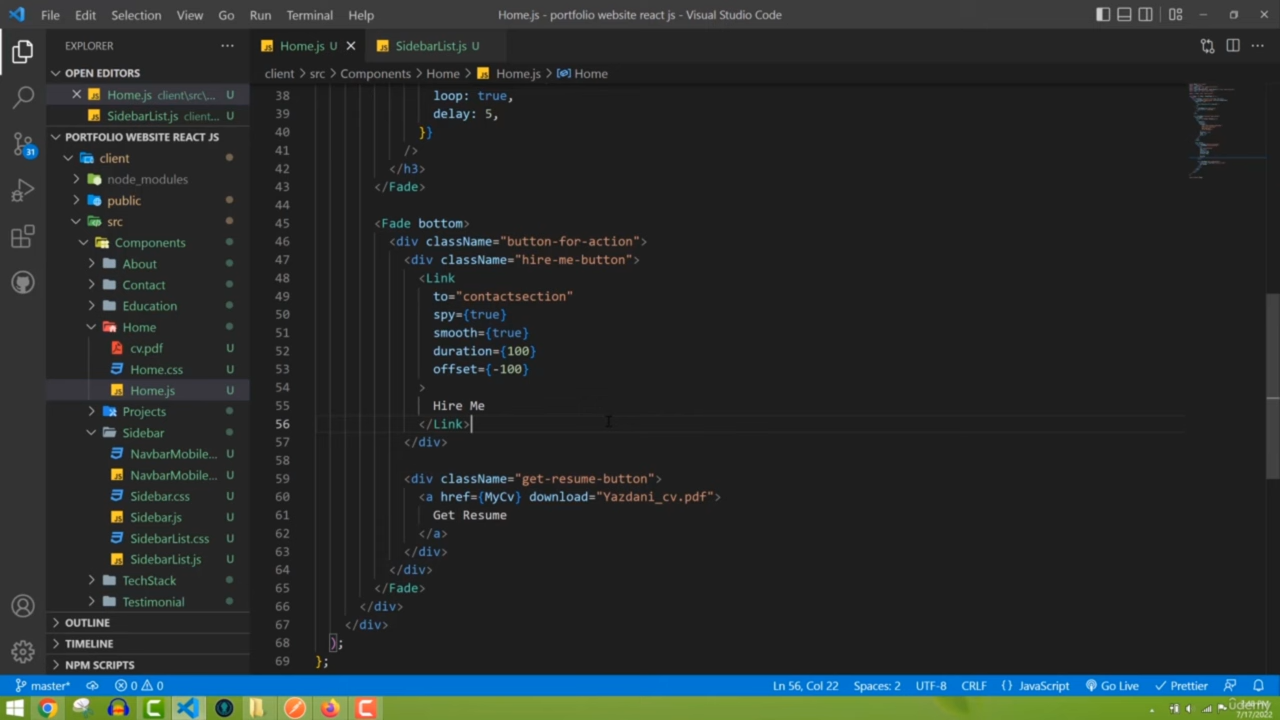 File Edit Selection View Go Run Terminal Help Home.js - portfolio website react js - Visual Studio Code
EXPLORER
Home.js U
SidebarList.js U
OPEN EDITORS
Home.js client\src\... U
SidebarList.js client... U
client > src > Components > Home > Home.js > Home
PORTFOLIO WEBSITE REACT JS
client
node_modules
public
src
Components
About
Contact
Education
Home
cv.pdf U
Home.css U
Home.js U
Projects
Sidebar
NavbarMobile... U
NavbarMobile... U
Sidebar.css U
Sidebar.js U
SidebarList.css U
SidebarList.js U
TechStack
Testimonial
OUTLINE
TIMELINE
NPM SCRIPTS
31
38 loop: true,
39 delay: 5,
40 }}
41 />
42 </h3>
43 </Fade>
44
45 <Fade bottom>
46 <div className="button-for-action">
47 <div className="hire-me-button">
48 <Link
49 to="contactsection"
50 spy={true}
51 smooth={true}
52 duration={100}
53 offset={-100}
54 >
55 Hire Me
56 </Link>
57 </div>
58
59 <div className="get-resume-button">
60 <a href={MyCv} download="Yazdani_cv.pdf">
61 Get Resume
62 </a>
63 </div>
64 </div>
65 </Fade>
66 </div>
67 </div>
68 );
69 };
master* 0 0 Ln 56, Col 22 Spaces: 2 UTF-8 CRLF {} JavaScript Go Live Prettier
udemy
7/17/2022